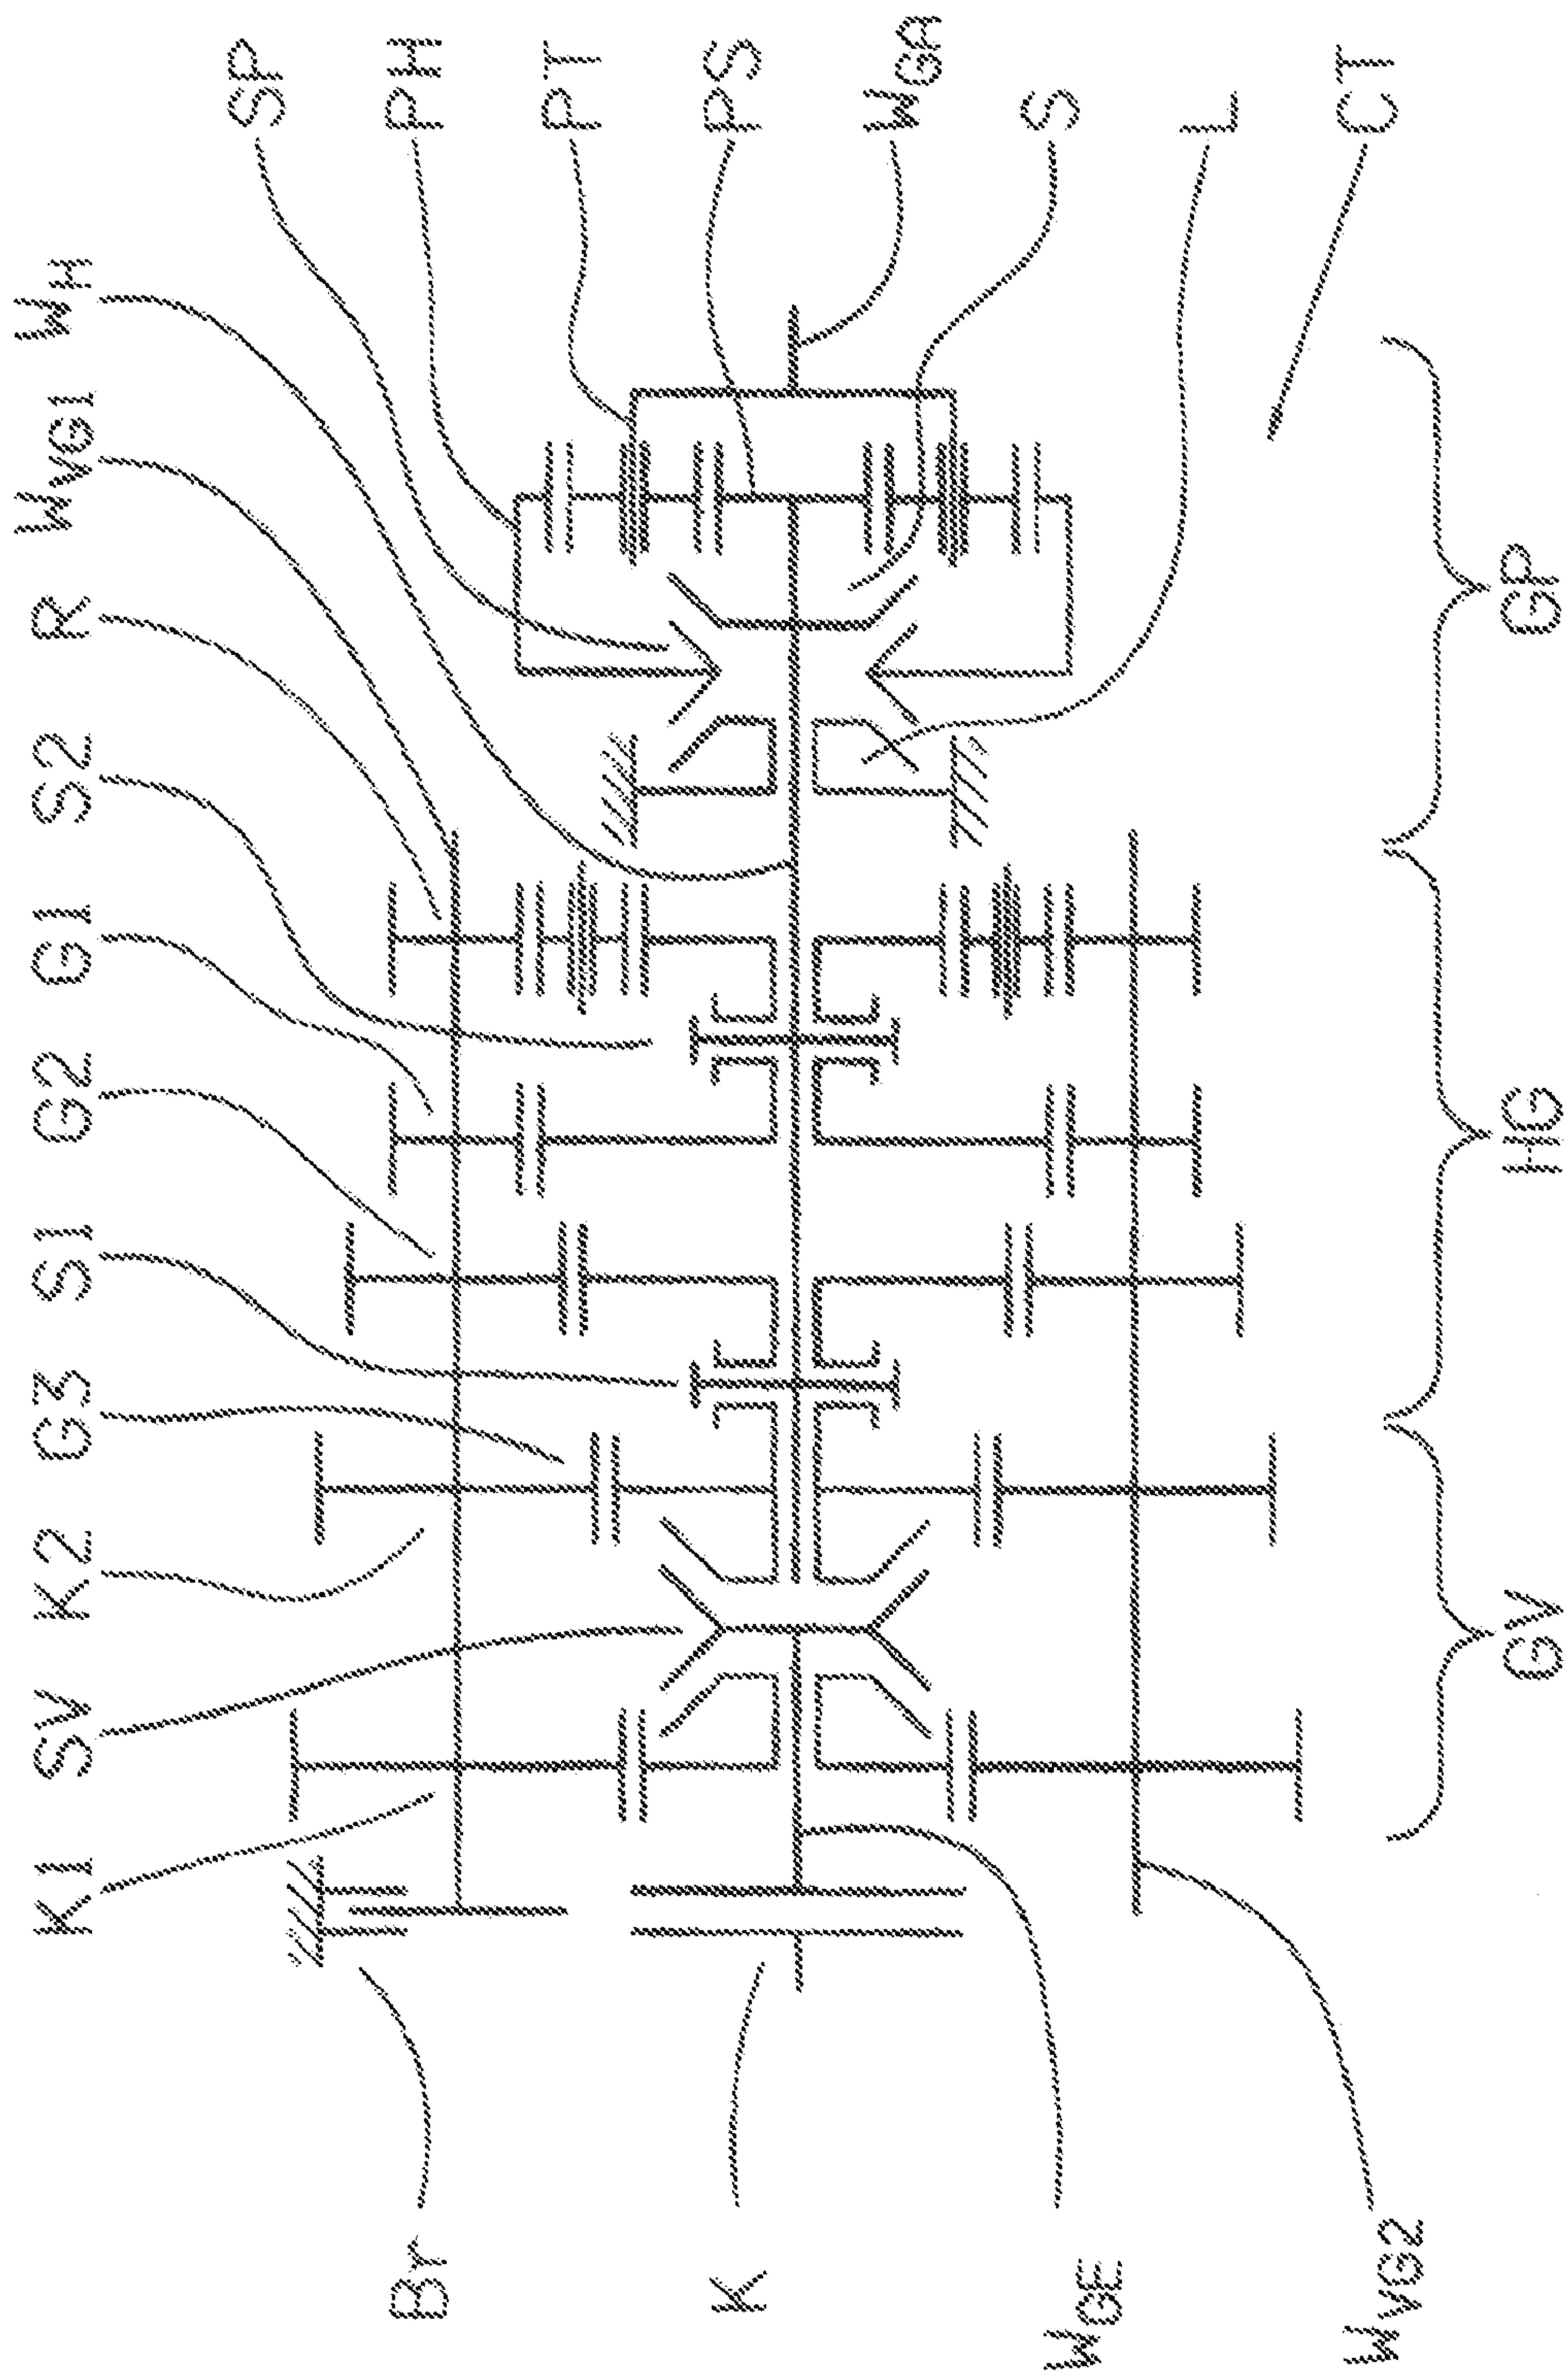 K1 SV K2 G3 S1 G2 G1 S2 R WVG1 WH
SP
PH
PT
PS
WGA
S
L
CT
Br
K
WGE
WVG2
GV HG GP